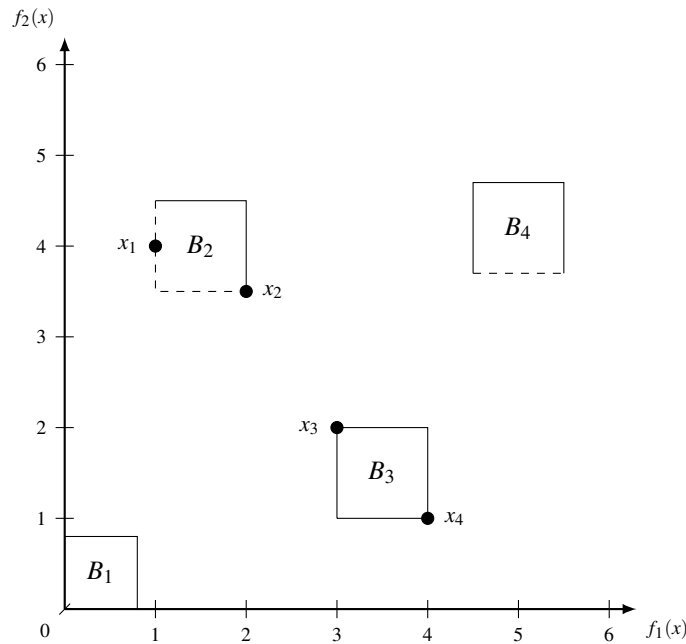 f₂(x)
6
5
B₄
x₁ 4 B₂
x₂
3
x₃ 2
B₃
1 x₄
B₁
0 1 2 3 4 5 6 f₁(x)